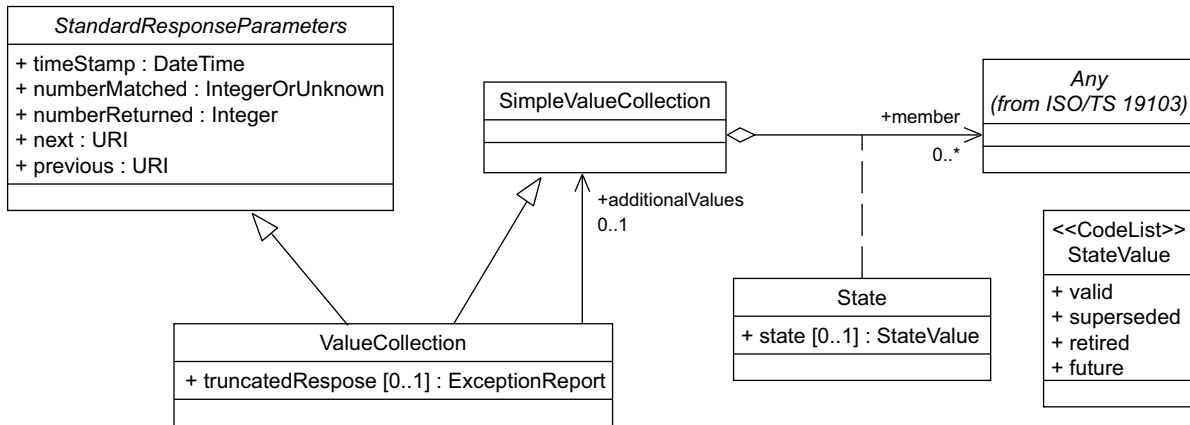 StandardResponseParameters
+ timeStamp : DateTime
+ numberMatched : IntegerOrUnknown
+ numberReturned : Integer
+ next : URI
+ previous : URI
SimpleValueCollection
+member
0..*
Any
(from ISO/TS 19103)
+additionalValues
0..1
<<CodeList>>
StateValue
+ valid
+ superseded
+ retired
+ future
State
+ state [0..1] : StateValue
ValueCollection
+ truncatedRespose [0..1] : ExceptionReport